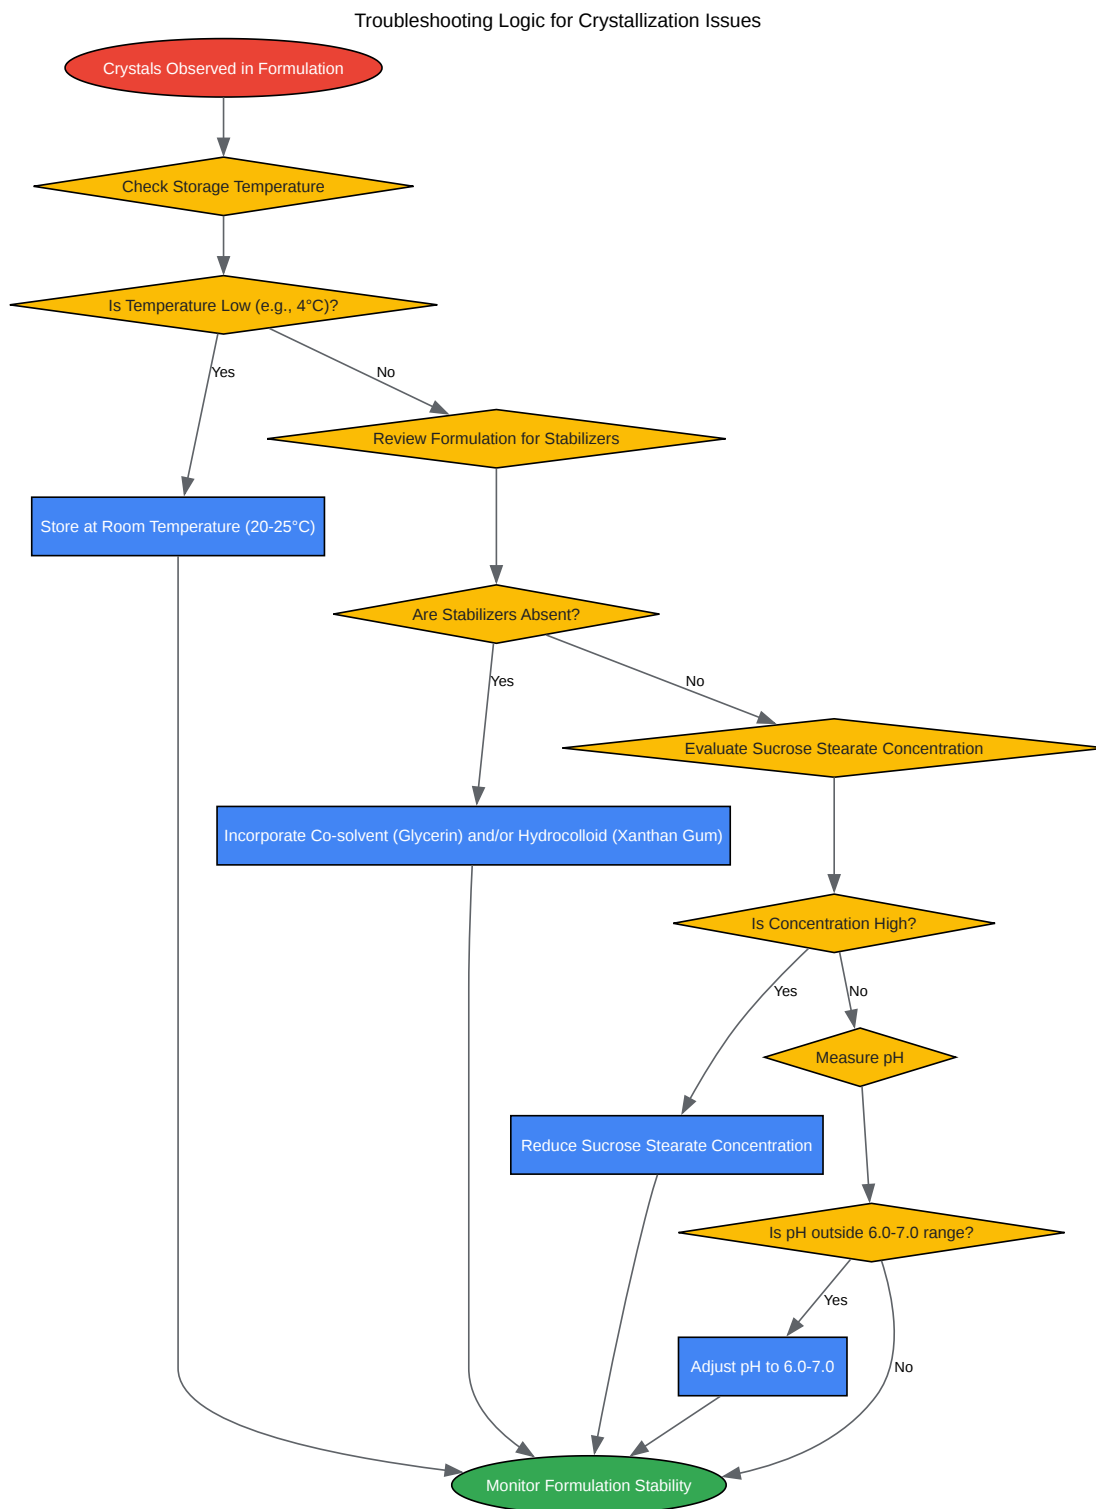 Troubleshooting Logic for Crystallization Issues
Crystals Observed in Formulation
Check Storage Temperature
Is Temperature Low (e.g., 4°C)?
Yes
No
Review Formulation for Stabilizers
Store at Room Temperature (20-25°C)
Are Stabilizers Absent?
Yes
No
Evaluate Sucrose Stearate Concentration
Incorporate Co-solvent (Glycerin) and/or Hydrocolloid (Xanthan Gum)
Is Concentration High?
Yes
No
Measure pH
Reduce Sucrose Stearate Concentration
Is pH outside 6.0-7.0 range?
Yes
Adjust pH to 6.0-7.0
No
Monitor Formulation Stability